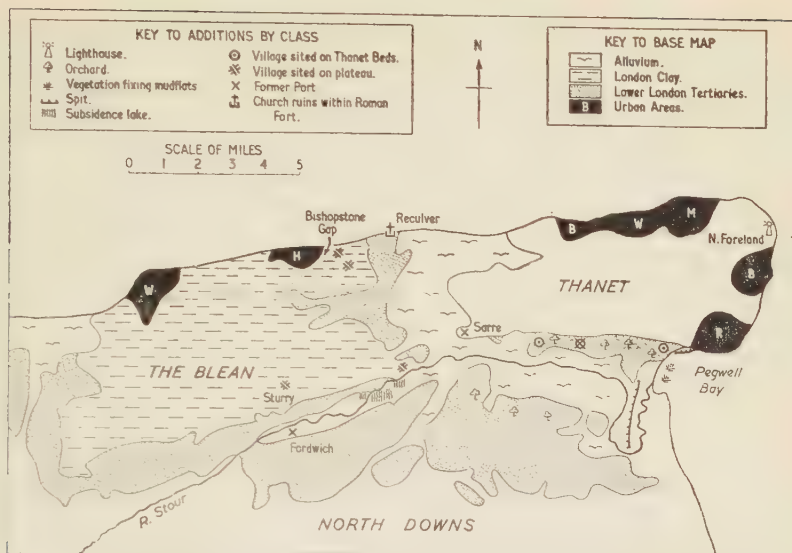 KEY TO ADDITIONS BY CLASS
Lighthouse.
Orchard.
Vegetation fixing mudflats
Spit.
Subsidence lake.
Village sited on Thanet Beds.
Village sited on plateau.
Former Port
Church ruins within Roman
Fort.
N
KEY TO BASE MAP
Alluvium.
London Clay.
Lower London Tertiaries.
B Urban Areas.
SCALE OF MILES
0 1 2 3 4 5
Bishopstone
Gap
Reculver
W
H
B
W
M
N. Foreland
B
THANET
R
Sarre
Pegwell
Bay
THE BLEAN
Sturry
Fordwich
R. Stour
NORTH DOWNS